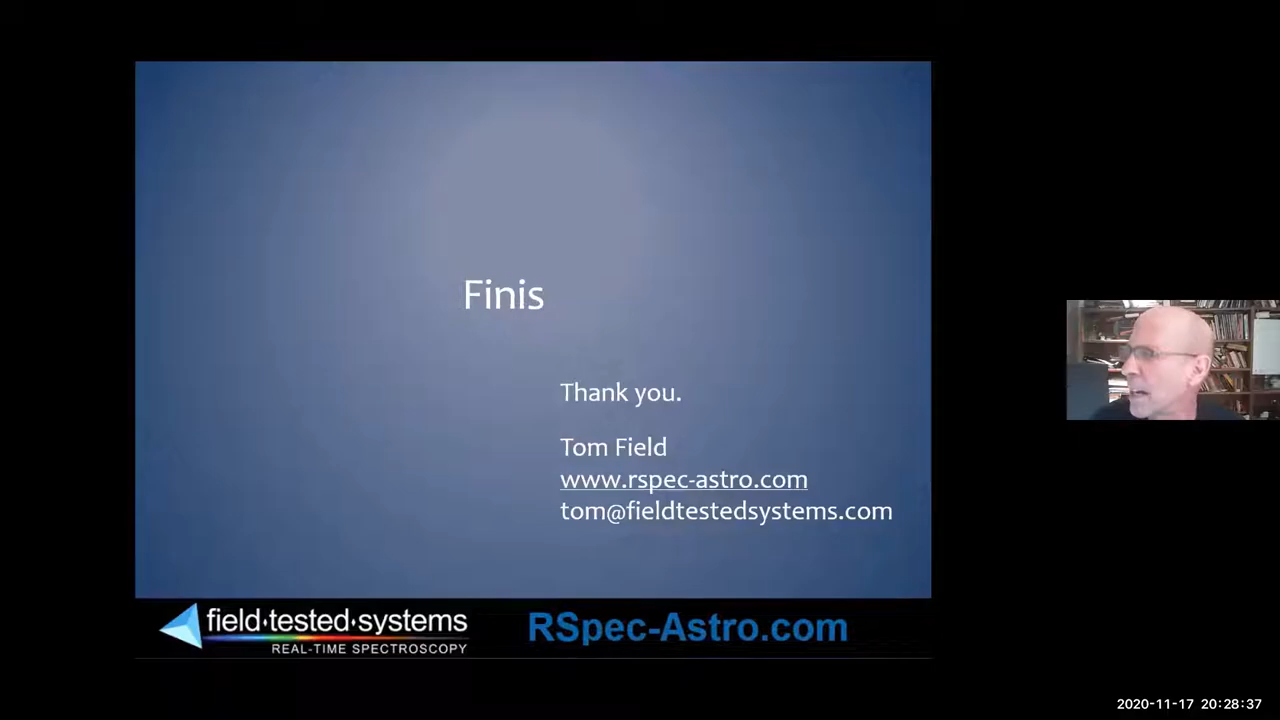 Finis
Thank you.
Tom Field
www.rspec-astro.com
tom@fieldtestedsystems.com
field·tested·systems
REAL-TIME SPECTROSCOPY
RSpec-Astro.com
2020-11-17 20:28:37